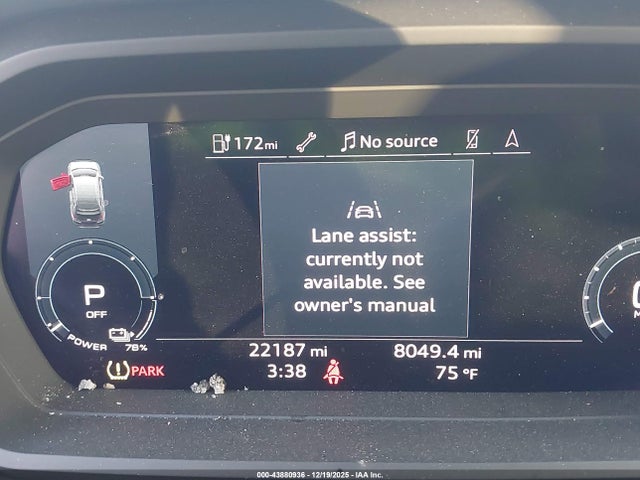 172mi
No source
Lane assist:
currently not
available. See
owner's manual
P
OFF
POWER 78%
22187 mi 8049.4 mi
PARK 3:38 75 °F
000-43880936 - 12/19/2025 - IAA Inc.